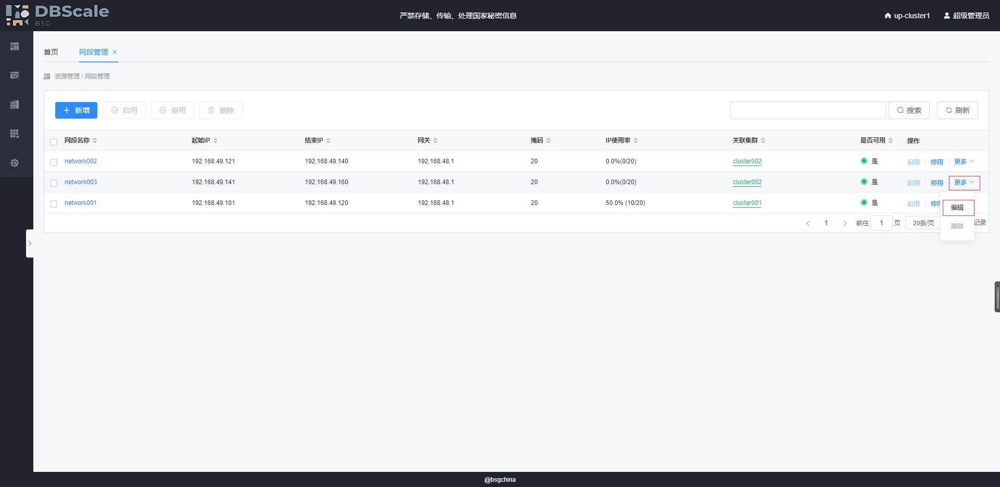 DBScale
BSG
严禁存储、传输、处理国家秘密信息
up-cluster1
超级管理员
首页
网段管理
资源管理 / 网段管理
新增
启用
停用
删除
搜索
刷新
网段名称 起始IP 结束IP 网关 掩码 IP使用率 关联集群 是否可用 操作
network002 192.168.49.121 192.168.49.140 192.168.48.1 20 0.0%(0/20) cluster002 是 启用 停用 更多
network003 192.168.49.141 192.168.49.160 192.168.48.1 20 0.0%(0/20) cluster002 是 启用 停用 更多
network001 192.168.49.101 192.168.49.120 192.168.48.1 20 50.0% (10/20) cluster001 是 启用 停用
编辑
删除
1 前往 1 页 20条/页 记录
@bsgchina